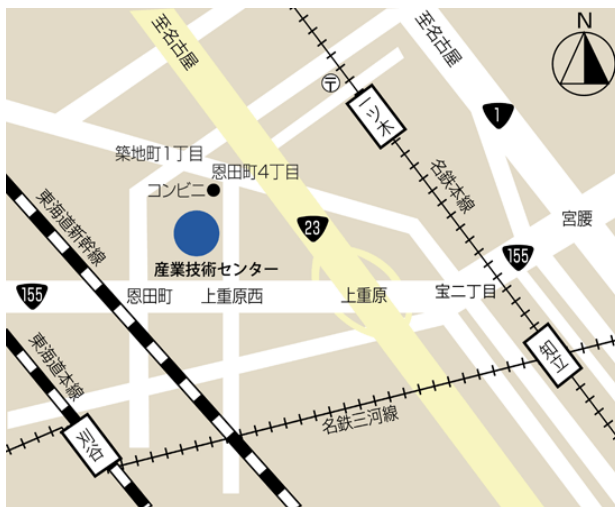 至名古屋
至名古屋
N
〒
一ツ木
1
築地町1丁目
恩田町4丁目
コンビニ
名鉄本線
東海道新幹線
宮腰
23
産業技術センター
155
155
恩田町
上重原西
上重原
宝二丁目
東海道本線
知立
名鉄三河線
刈谷